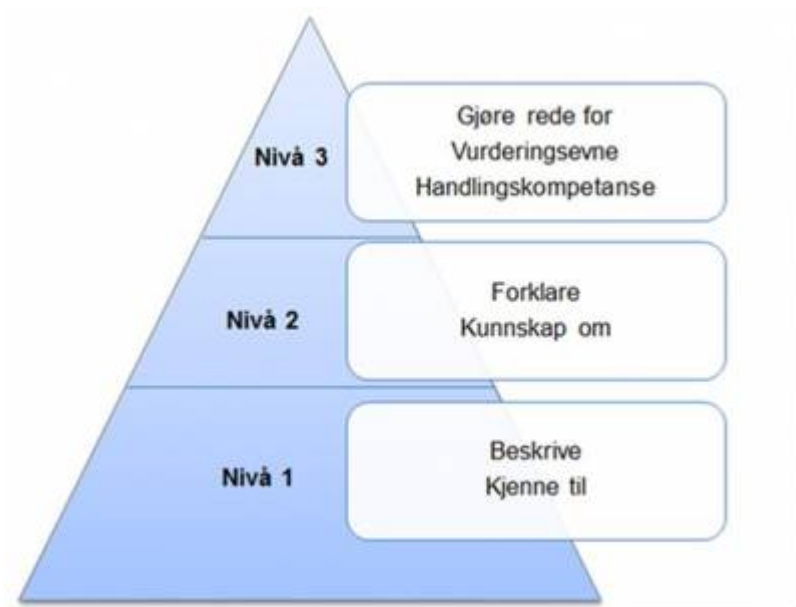 Nivå 3
Gjøre rede for
Vurderingsevne
Handlingskompetanse
Nivå 2
Forklare
Kunnskap om
Nivå 1
Beskrive
Kjenne til